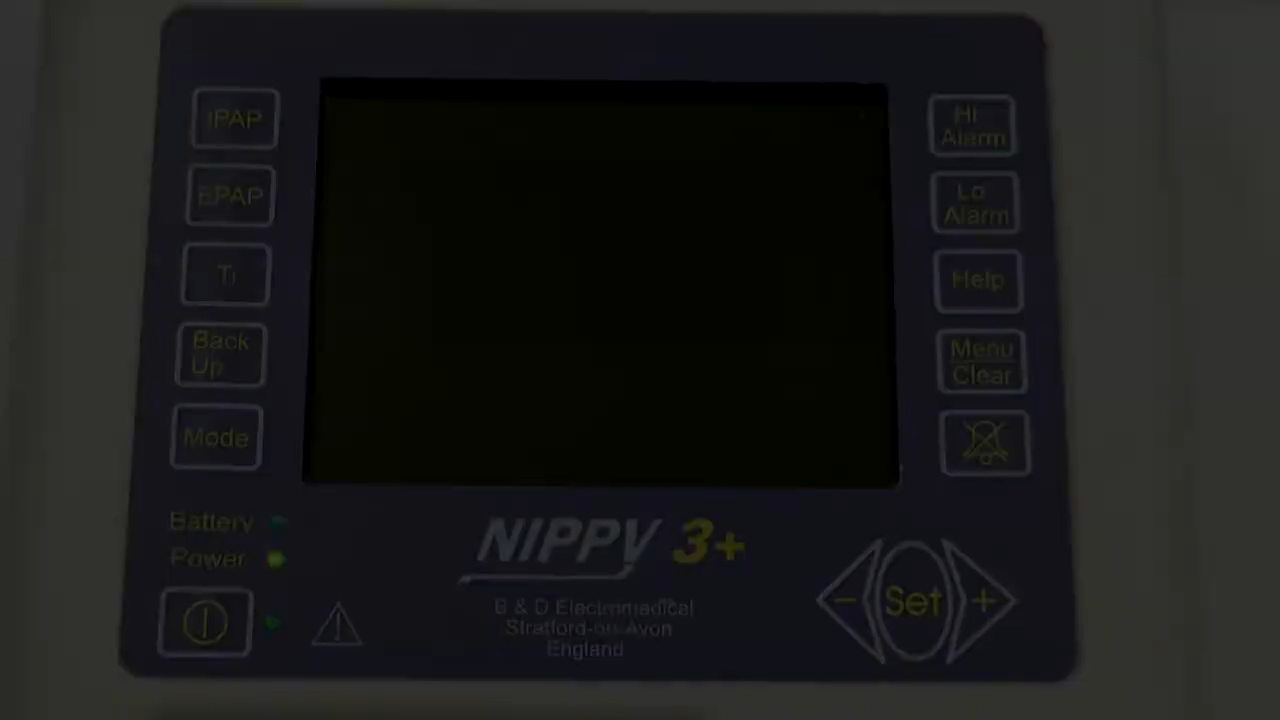 IPAP
EPAP
Ti
Back
Up
Mode
Hi
Alarm
Lo
Alarm
Help
Menu
Clear
Battery
Power
NIPPY 3+
B & D Electromedical
Stratford-on-Avon
England
- Set +